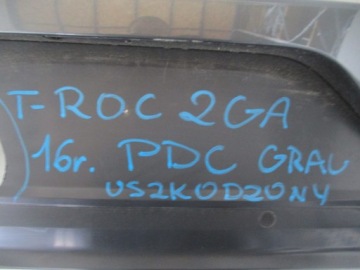 T-ROC 2GA
16r. PDC GRAU
USZKODZONY